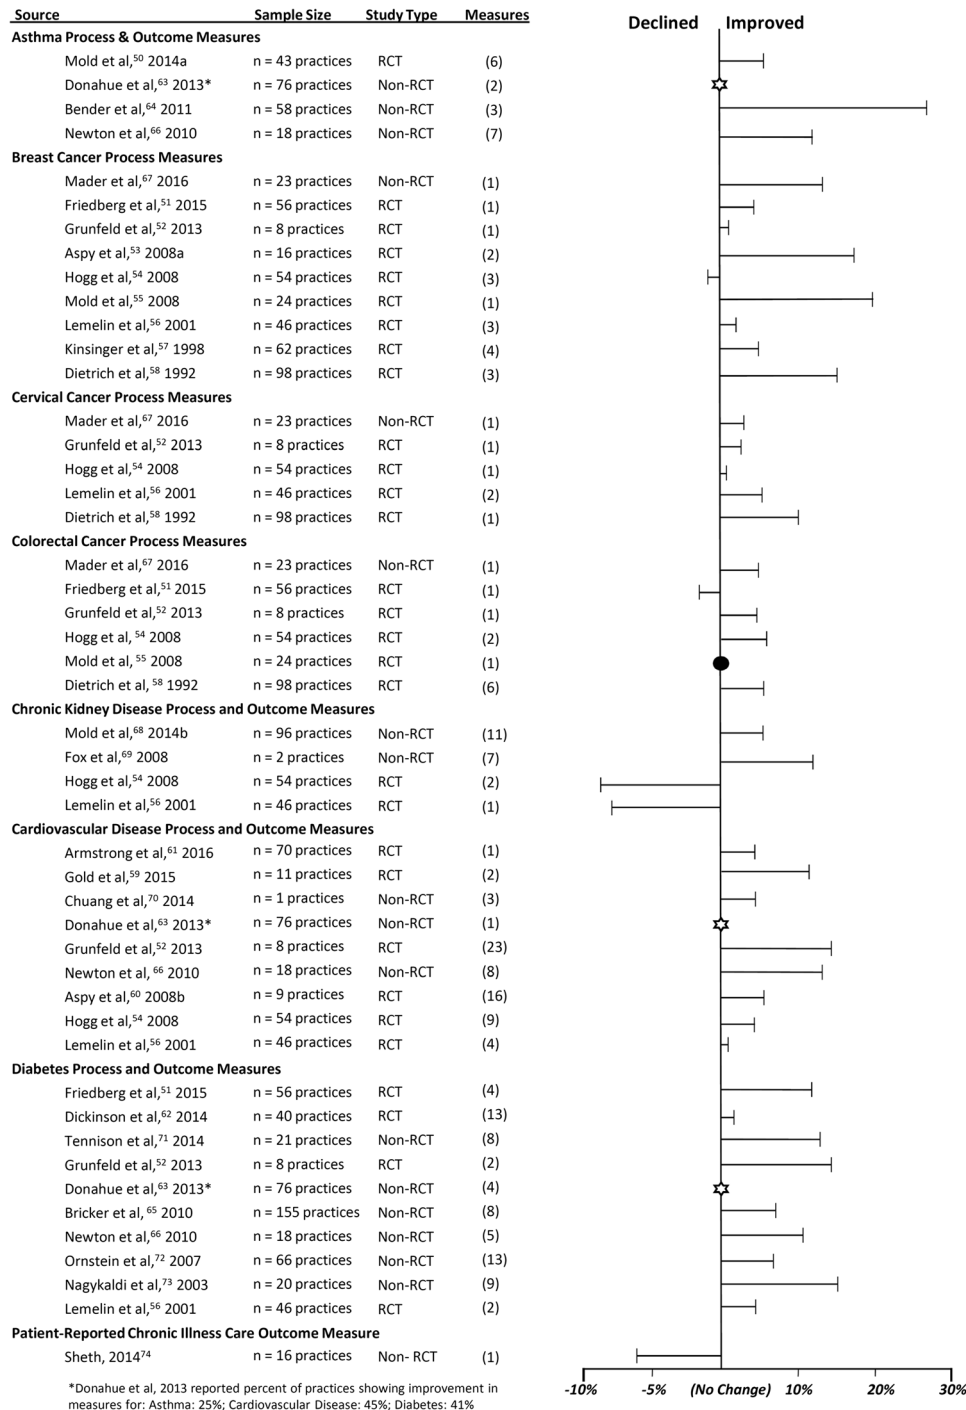 Source Sample Size Study Type Measures Declined Improved
Asthma Process & Outcome Measures
Mold et al,50 2014a n = 43 practices RCT (6)
Donahue et al,63 2013* n = 76 practices Non-RCT (2)
Bender et al,64 2011 n = 58 practices Non-RCT (3)
Newton et al,66 2010 n = 18 practices Non-RCT (7)
Breast Cancer Process Measures
Mader et al,67 2016 n = 23 practices Non-RCT (1)
Friedberg et al,51 2015 n = 56 practices RCT (1)
Grunfeld et al,52 2013 n = 8 practices RCT (1)
Aspy et al,53 2008a n = 16 practices RCT (2)
Hogg et al,54 2008 n = 54 practices RCT (3)
Mold et al,55 2008 n = 24 practices RCT (1)
Lemelin et al,56 2001 n = 46 practices RCT (3)
Kinsinger et al,57 1998 n = 62 practices RCT (4)
Dietrich et al,58 1992 n = 98 practices RCT (3)
Cervical Cancer Process Measures
Mader et al,67 2016 n = 23 practices Non-RCT (1)
Grunfeld et al,52 2013 n = 8 practices RCT (1)
Hogg et al,54 2008 n = 54 practices RCT (1)
Lemelin et al,56 2001 n = 46 practices RCT (2)
Dietrich et al,58 1992 n = 98 practices RCT (1)
Colorectal Cancer Process Measures
Mader et al,67 2016 n = 23 practices Non-RCT (1)
Friedberg et al,51 2015 n = 56 practices RCT (1)
Grunfeld et al,52 2013 n = 8 practices RCT (1)
Hogg et al, 54 2008 n = 54 practices RCT (2)
Mold et al, 55 2008 n = 24 practices RCT (1)
Dietrich et al, 58 1992 n = 98 practices RCT (6)
Chronic Kidney Disease Process and Outcome Measures
Mold et al,68 2014b n = 96 practices Non-RCT (11)
Fox et al,69 2008 n = 2 practices Non-RCT (7)
Hogg et al,54 2008 n = 54 practices RCT (2)
Lemelin et al,56 2001 n = 46 practices RCT (1)
Cardiovascular Disease Process and Outcome Measures
Armstrong et al,61 2016 n = 70 practices RCT (1)
Gold et al,59 2015 n = 11 practices RCT (2)
Chuang et al,70 2014 n = 1 practices Non-RCT (3)
Donahue et al,63 2013* n = 76 practices Non-RCT (1)
Grunfeld et al,52 2013 n = 8 practices RCT (23)
Newton et al, 66 2010 n = 18 practices Non-RCT (8)
Aspy et al,60 2008b n = 9 practices RCT (16)
Hogg et al,54 2008 n = 54 practices RCT (9)
Lemelin et al,56 2001 n = 46 practices RCT (4)
Diabetes Process and Outcome Measures
Friedberg et al,51 2015 n = 56 practices RCT (4)
Dickinson et al,62 2014 n = 40 practices RCT (13)
Tennison et al,71 2014 n = 21 practices Non-RCT (8)
Grunfeld et al,52 2013 n = 8 practices RCT (2)
Donahue et al,63 2013* n = 76 practices Non-RCT (4)
Bricker et al, 65 2010 n = 155 practices Non-RCT (8)
Newton et al,66 2010 n = 18 practices Non-RCT (5)
Ornstein et al,72 2007 n = 66 practices Non-RCT (13)
Nagykaldi et al,73 2003 n = 20 practices Non-RCT (9)
Lemelin et al,56 2001 n = 46 practices RCT (2)
Patient-Reported Chronic Illness Care Outcome Measure
Sheth, 201474 n = 16 practices Non- RCT (1)
-10% -5% (No Change) 10% 20% 30%
*Donahue et al, 2013 reported percent of practices showing improvement in
measures for: Asthma: 25%; Cardiovascular Disease: 45%; Diabetes: 41%